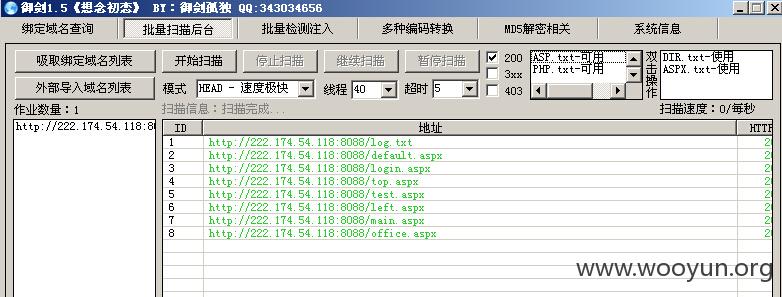 御剑1.5《想念初恋》 BY：御剑孤独 QQ:343034656
绑定域名查询 批量扫描后台 批量检测注入 多种编码转换 MD5解密相关 系统信息
吸取绑定域名列表 开始扫描 停止扫描 继续扫描 暂停扫描 200 ASP.txt-可用 双击操作 DIR.txt-使用
3xx PHP.txt-可用 ASPX.txt-使用
外部导入域名列表 模式 HEAD - 速度极快 线程 40 超时 5 403
作业数量：1 扫描信息：扫描完成... 扫描速度：0/每秒
http://222.174.54.118:80 ID 地址 HTTP
1 http://222.174.54.118:8088/log.txt 20
2 http://222.174.54.118:8088/default.aspx 20
3 http://222.174.54.118:8088/login.aspx 20
4 http://222.174.54.118:8088/top.aspx 20
5 http://222.174.54.118:8088/test.aspx 20
6 http://222.174.54.118:8088/left.aspx 20
7 http://222.174.54.118:8088/main.aspx 20
8 http://222.174.54.118:8088/office.aspx 20
www.wooyun.org